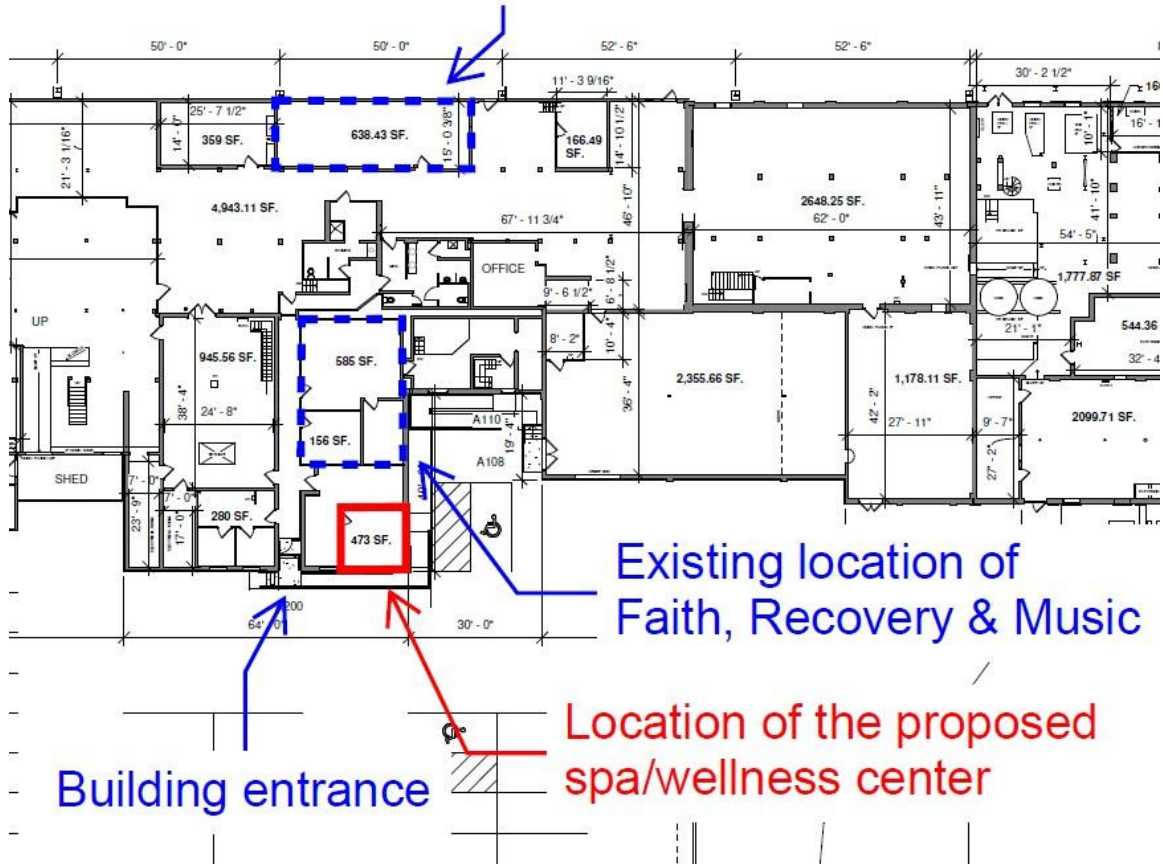 50' - 0"
50' - 0"
52' - 6"
52' - 6"
30' - 2 1/2"
11' - 3 9/16"
25' - 7 1/2"
14' - 0"
359 SF.
638.43 SF.
15' - 0 38"
166.49 SF.
14' - 10 1/2"
10' - 1"
16' - 1
21' - 3 1/16"
4,943.11 SF.
67' - 11 3/4"
46' - 10"
2648.25 SF.
62' - 0"
43' - 11"
41' - 10"
54' - 5"
1,777.87 SF
OFFICE
9' - 6 1/2"
6' - 8 1/2"
UP
945.56 SF.
38' - 4"
24' - 8"
585 SF.
156 SF.
8' - 2"
10' - 4"
36' - 4"
2,355.66 SF.
1,178.11 SF.
42' - 2"
27' - 11"
21' - 1"
544.36
32' - 4
2099.71 SF.
9' - 7"
27' - 2"
A110
19' - 4"
A108
SHED
7' - 0"
7' - 0"
23' - 9"
17' - 0"
280 SF.
473 SF.
200
64' - 0"
30' - 0"
Existing location of
Faith, Recovery & Music
Location of the proposed
spa/wellness center
Building entrance